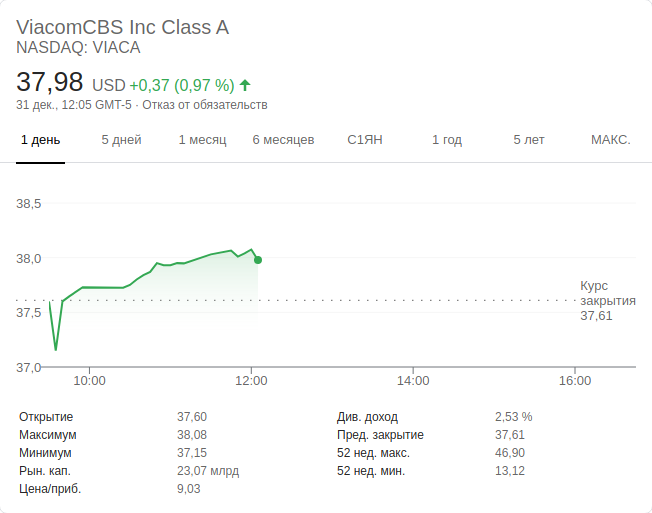 ViacomCBS Inc Class A
NASDAQ: VIACA
37,98 USD +0,37 (0,97 %)
31 дек., 12:05 GMT-5 · Отказ от обязательств
1 день 5 дней 1 месяц 6 месяцев С1ЯН 1 год 5 лет МАКС.
38,5
38,0
Курс
закрытия
37,61
37,5
37,0
10:00 12:00 14:00 16:00
Открытие 37,60 Див. доход 2,53 %
Максимум 38,08 Пред. закрытие 37,61
Минимум 37,15 52 нед. макс. 46,90
Рын. кап. 23,07 млрд 52 нед. мин. 13,12
Цена/приб. 9,03